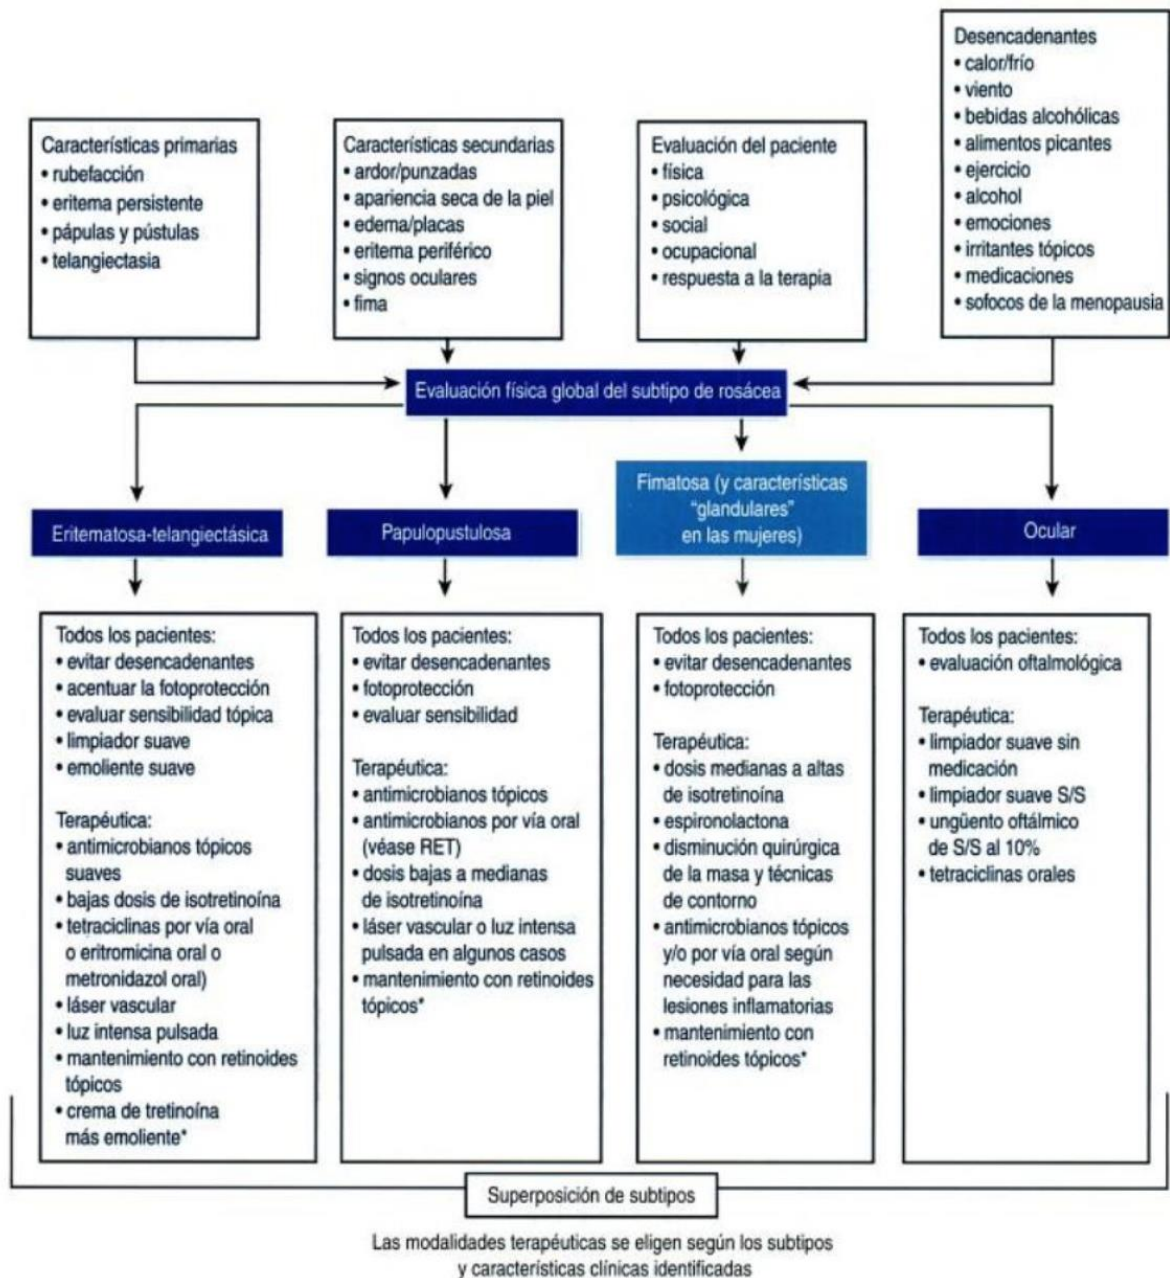 Desencadenantes
• calor/frío
• viento
• bebidas alcohólicas
• alimentos picantes
• ejercicio
• alcohol
• emociones
• irritantes tópicos
• medicaciones
• sofocos de la menopausia
Características primarias
• rubefacción
• eritema persistente
• pápulas y pústulas
• telangiectasia
Características secundarias
• ardor/punzadas
• apariencia seca de la piel
• edema/placas
• eritema periférico
• signos oculares
• fima
Evaluación del paciente
• física
• psicológica
• social
• ocupacional
• respuesta a la terapia
Evaluación física global del subtipo de rosácea
Eritematosa-telangiectásica
Papulopustulosa
Fimatosa (y características
"glandulares"
en las mujeres)
Ocular
Todos los pacientes:
• evitar desencadenantes
• acentuar la fotoprotección
• evaluar sensibilidad tópica
• limpiador suave
• emoliente suave
Terapéutica:
• antimicrobianos tópicos
suaves
• bajas dosis de isotretinoína
• tetraciclinas por vía oral
o eritromicina oral o
metronidazol oral)
• láser vascular
• luz intensa pulsada
• mantenimiento con retinoides
tópicos
• crema de tretinoína
más emoliente*
Todos los pacientes:
• evitar desencadenantes
• fotoprotección
• evaluar sensibilidad
Terapéutica:
• antimicrobianos tópicos
• antimicrobianos por vía oral
(véase RET)
• dosis bajas a medianas
de isotretinoína
• láser vascular o luz intensa
pulsada en algunos casos
• mantenimiento con retinoides
tópicos*
Todos los pacientes:
• evitar desencadenantes
• fotoprotección
Terapéutica:
• dosis medianas a altas
de isotretinoína
• espironolactona
• disminución quirúrgica
de la masa y técnicas
de contorno
• antimicrobianos tópicos
y/o por vía oral según
necesidad para las
lesiones inflamatorias
• mantenimiento con
retinoides tópicos*
Todos los pacientes:
• evaluación oftalmológica
Terapéutica:
• limpiador suave sin
medicación
• limpiador suave S/S
• ungüento oftálmico
de S/S al 10%
• tetraciclinas orales
Superposición de subtipos
Las modalidades terapéuticas se eligen según los subtipos
y características clínicas identificadas